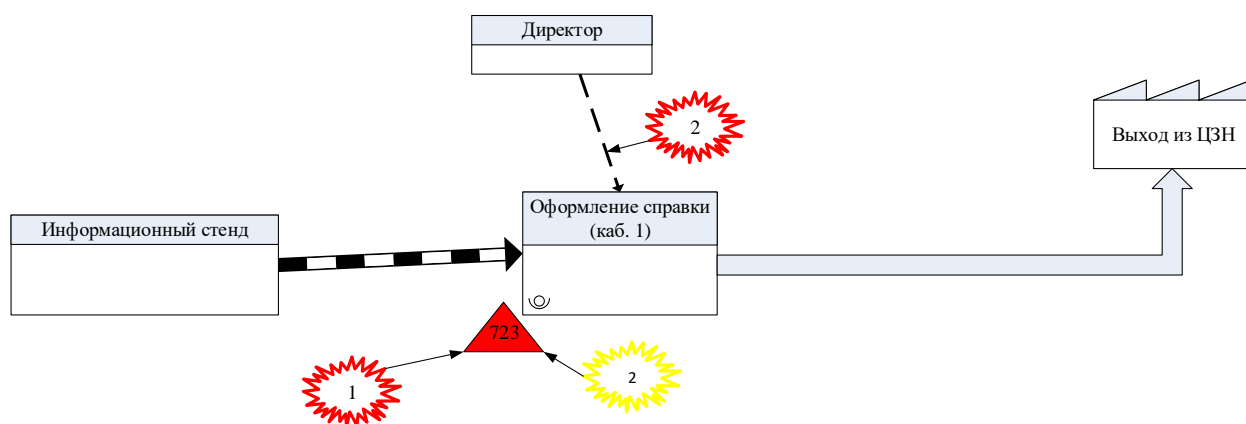 Директор
2
Выход из ЦЗН
Оформление справки
(каб. 1)
Информационный стенд
723
1
2